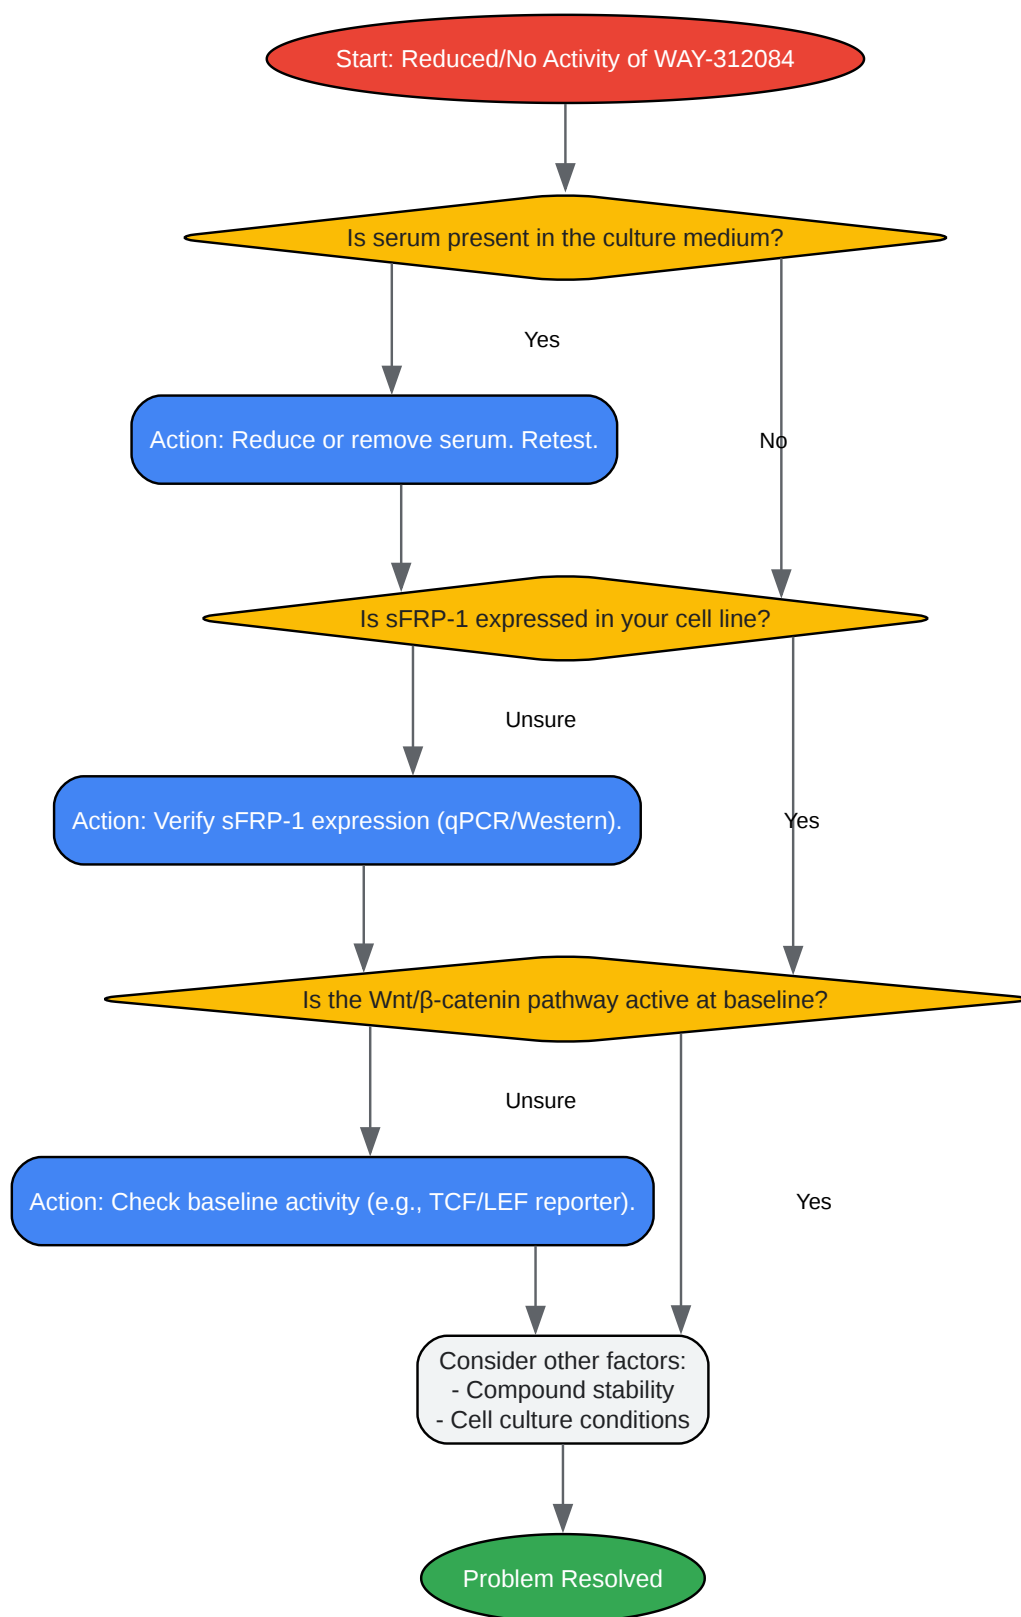 Start: Reduced/No Activity of WAY-312084
Is serum present in the culture medium?
Yes
Action: Reduce or remove serum. Retest.
No
Is sFRP-1 expressed in your cell line?
Unsure
Action: Verify sFRP-1 expression (qPCR/Western).
Yes
Is the Wnt/β-catenin pathway active at baseline?
Unsure
Action: Check baseline activity (e.g., TCF/LEF reporter).
Yes
Consider other factors:
- Compound stability
- Cell culture conditions
Problem Resolved